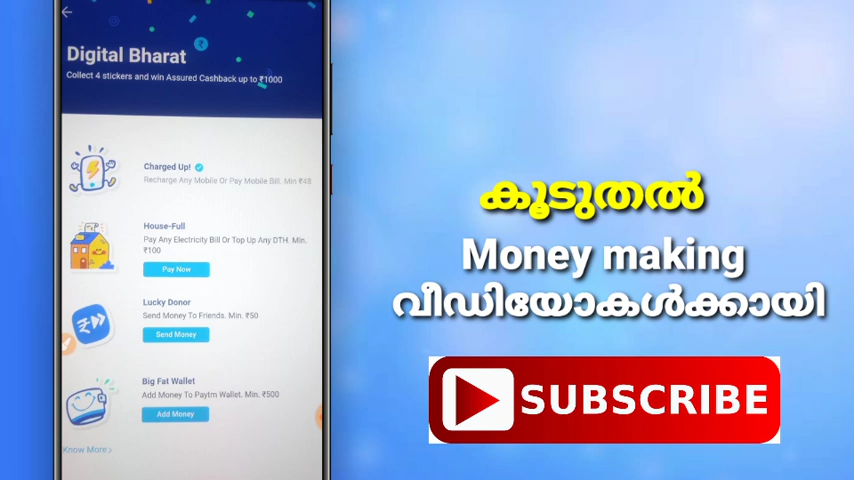 Digital Bharat
Collect 4 stickers and win Assured Cashback up to ₹1000
Charged Up!
Recharge Any Mobile Or Pay Mobile Bill. Min ₹48
House-Full
Pay Any Electricity Bill Or Top Up Any DTH. Min.
₹100
Pay Now
Lucky Donor
Send Money To Friends. Min. ₹50
Send Money
Big Fat Wallet
Add Money To Paytm Wallet. Min. ₹500
Add Money
Know More
കൂടുതൽ
Money making
വീഡിയോകൾക്കായി
SUBSCRIBE